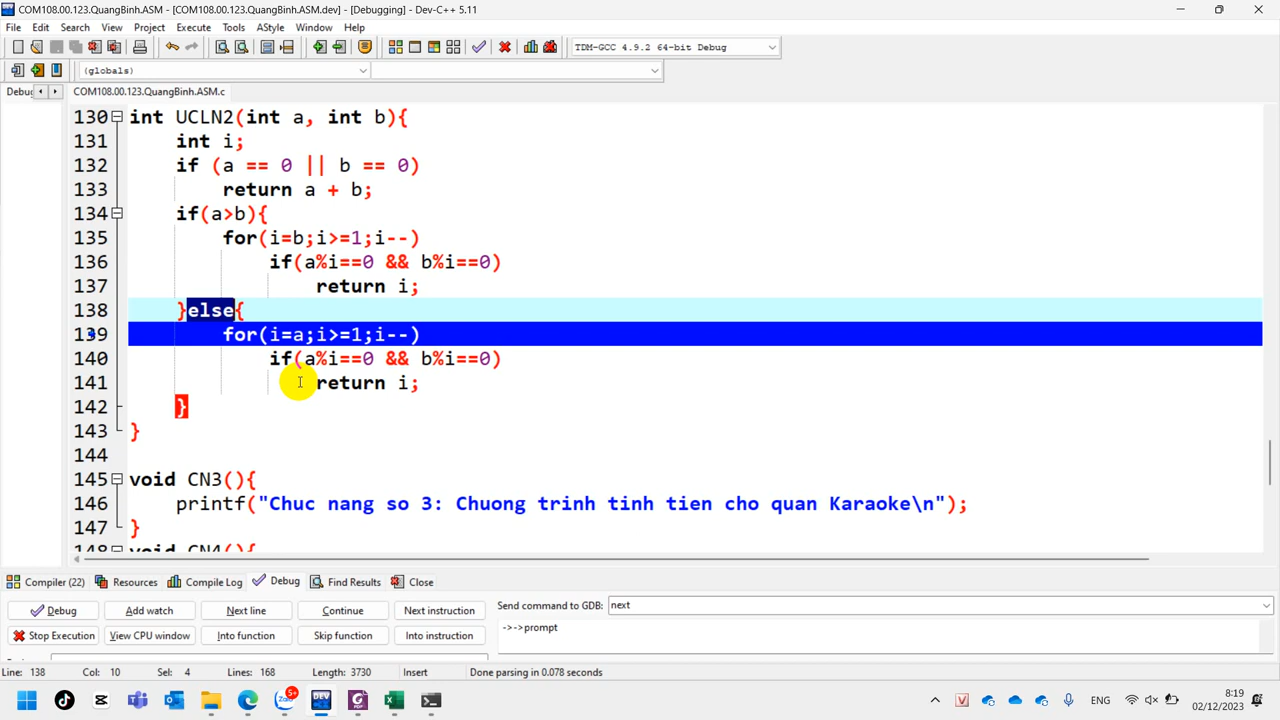 COM108.00.123.QuangBinh.ASM - [COM108.00.123.QuangBinh.ASM.dev] - [Debugging] - Dev-C++ 5.11
File Edit Search View Project Execute Tools AStyle Window Help
TDM-GCC 4.9.2 64-bit Debug
(globals)
Debug COM108.00.123.QuangBinh.ASM.c
130 int UCLN2(int a, int b){
131 int i;
132 if (a == 0 || b == 0)
133 return a + b;
134 if(a>b){
135 for(i=b;i>=1;i--)
136 if(a%i==0 && b%i==0)
137 return i;
138 }else{
139 for(i=a;i>=1;i--)
140 if(a%i==0 && b%i==0)
141 return i;
142 }
143 }
144
145 void CN3(){
146 printf("Chuc nang so 3: Chuong trinh tinh tien cho quan Karaoke\n");
147 }
148 void CN4(){
Compiler (22) Resources Compile Log Debug Find Results Close
Debug Add watch Next line Continue Next instruction Send command to GDB: next
Stop Execution View CPU window Into function Skip function Into instruction ->->prompt
Line: 138 Col: 10 Sel: 4 Lines: 168 Length: 3730 Insert Done parsing in 0.078 seconds
Zalo 5+ DEV ENG 8:19
02/12/2023